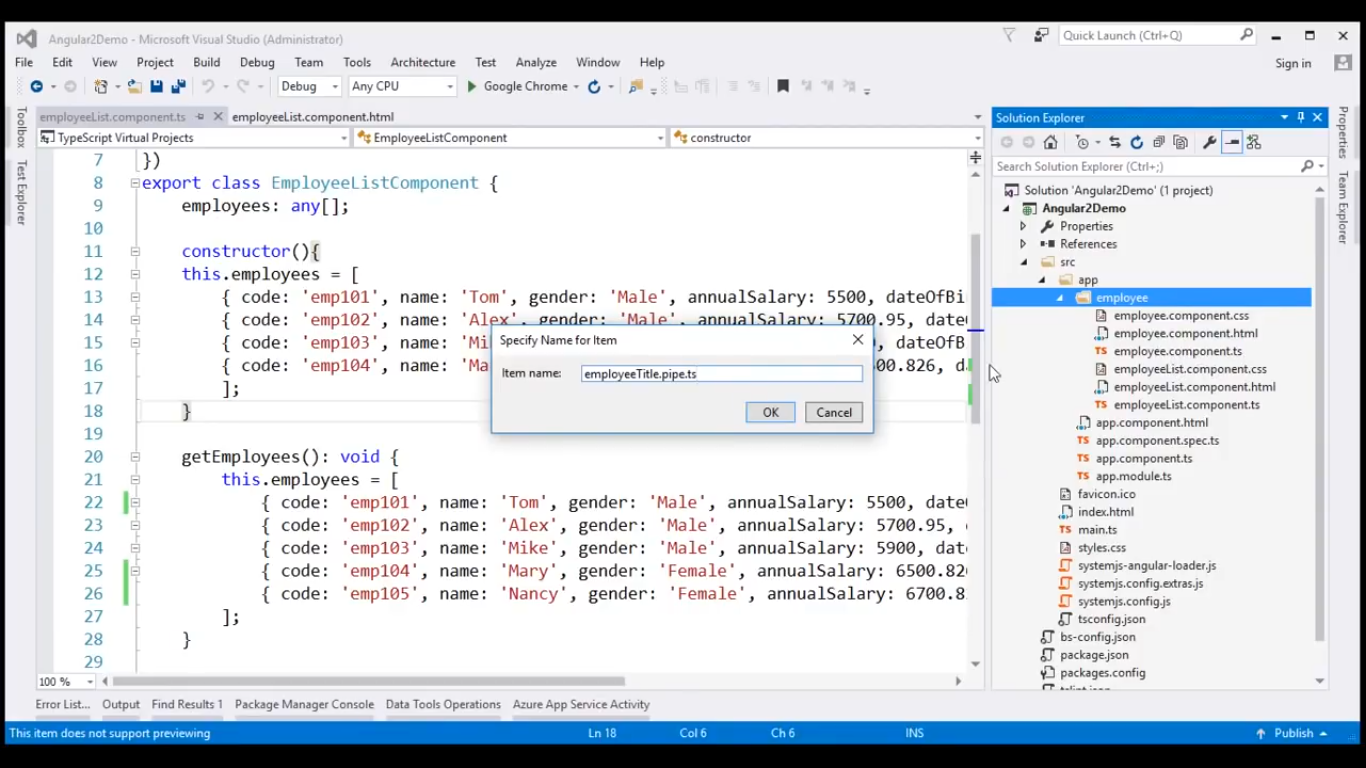 Angular2Demo - Microsoft Visual Studio (Administrator)
Quick Launch (Ctrl+Q)
File Edit View Project Build Debug Team Tools Architecture Test Analyze Window Help
Sign in
Debug Any CPU Google Chrome
Toolbox
Test Explorer
employeeList.component.ts employeeList.component.html
TypeScript Virtual Projects EmployeeListComponent constructor
7 })
8 export class EmployeeListComponent {
9 employees: any[];
10
11 constructor(){
12 this.employees = [
13 { code: 'emp101', name: 'Tom', gender: 'Male', annualSalary: 5500, dateOfBi
14 { code: 'emp102', name: 'Alex', gender: 'Male', annualSalary: 5700.95, date
15 { code: 'emp103', name: 'Mi , dateOfB
16 { code: 'emp104', name: 'Ma 00.826, d
17 ];
18 }
19
20 getEmployees(): void {
21 this.employees = [
22 { code: 'emp101', name: 'Tom', gender: 'Male', annualSalary: 5500, date
23 { code: 'emp102', name: 'Alex', gender: 'Male', annualSalary: 5700.95,
24 { code: 'emp103', name: 'Mike', gender: 'Male', annualSalary: 5900, dat
25 { code: 'emp104', name: 'Mary', gender: 'Female', annualSalary: 6500.826
26 { code: 'emp105', name: 'Nancy', gender: 'Female', annualSalary: 6700.8
27 ];
28 }
29
100 %
Specify Name for Item
Item name: employeeTitle.pipe.ts
OK Cancel
Solution Explorer
Search Solution Explorer (Ctrl+;)
Solution 'Angular2Demo' (1 project)
Angular2Demo
Properties
References
src
app
employee
employee.component.css
employee.component.html
employee.component.ts
employeeList.component.css
employeeList.component.html
employeeList.component.ts
app.component.html
app.component.spec.ts
app.component.ts
app.module.ts
favicon.ico
index.html
main.ts
styles.css
systemjs-angular-loader.js
systemjs.config.extras.js
systemjs.config.js
tsconfig.json
bs-config.json
package.json
packages.config
Properties
Team Explorer
Error List... Output Find Results 1 Package Manager Console Data Tools Operations Azure App Service Activity
This item does not support previewing Ln 18 Col 6 Ch 6 INS Publish